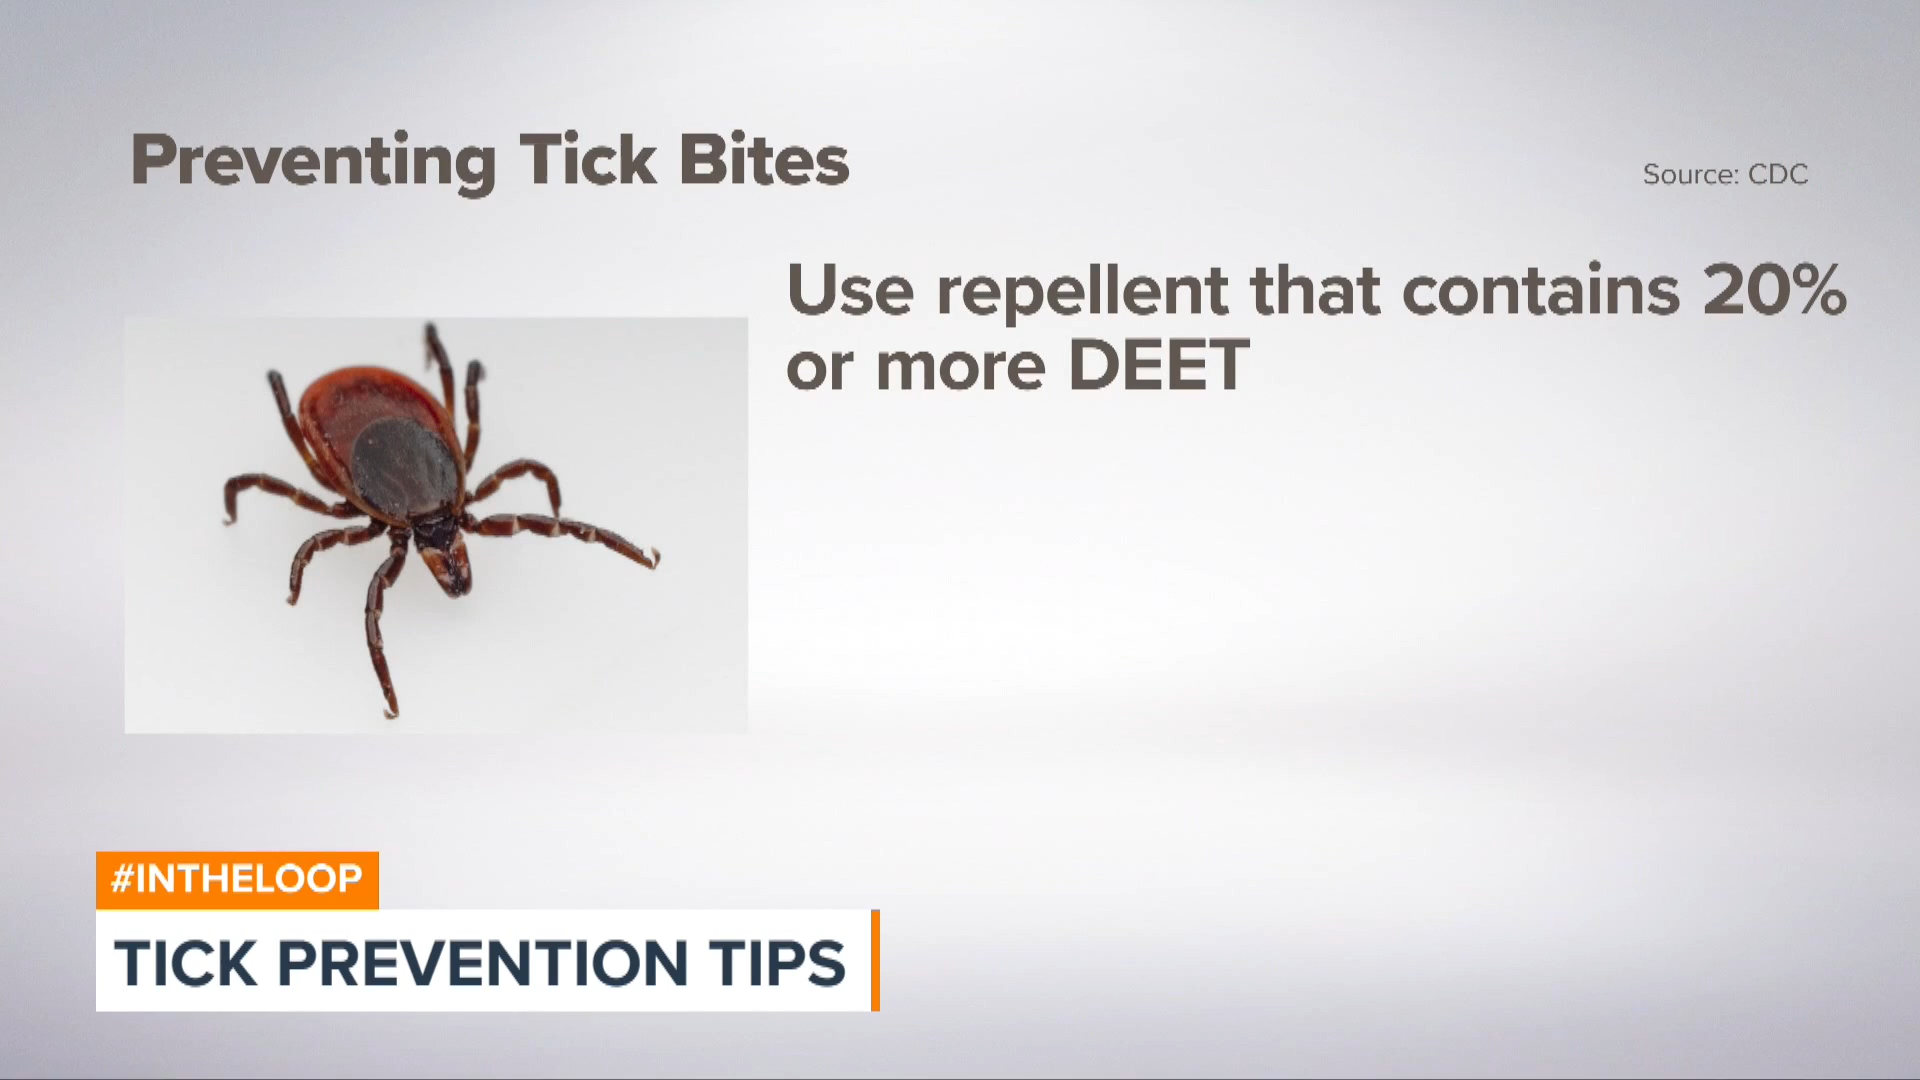 Preventing Tick Bites
Source: CDC
Use repellent that contains 20%
or more DEET
#INTHELOOP
TICK PREVENTION TIPS